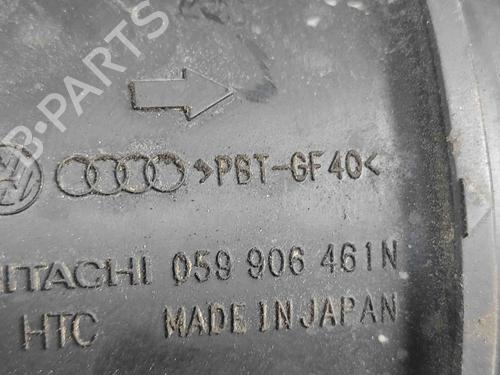 B-PARTS
>PBT-GF40<
HITACHI 059 906 461N
HTC MADE IN JAPAN